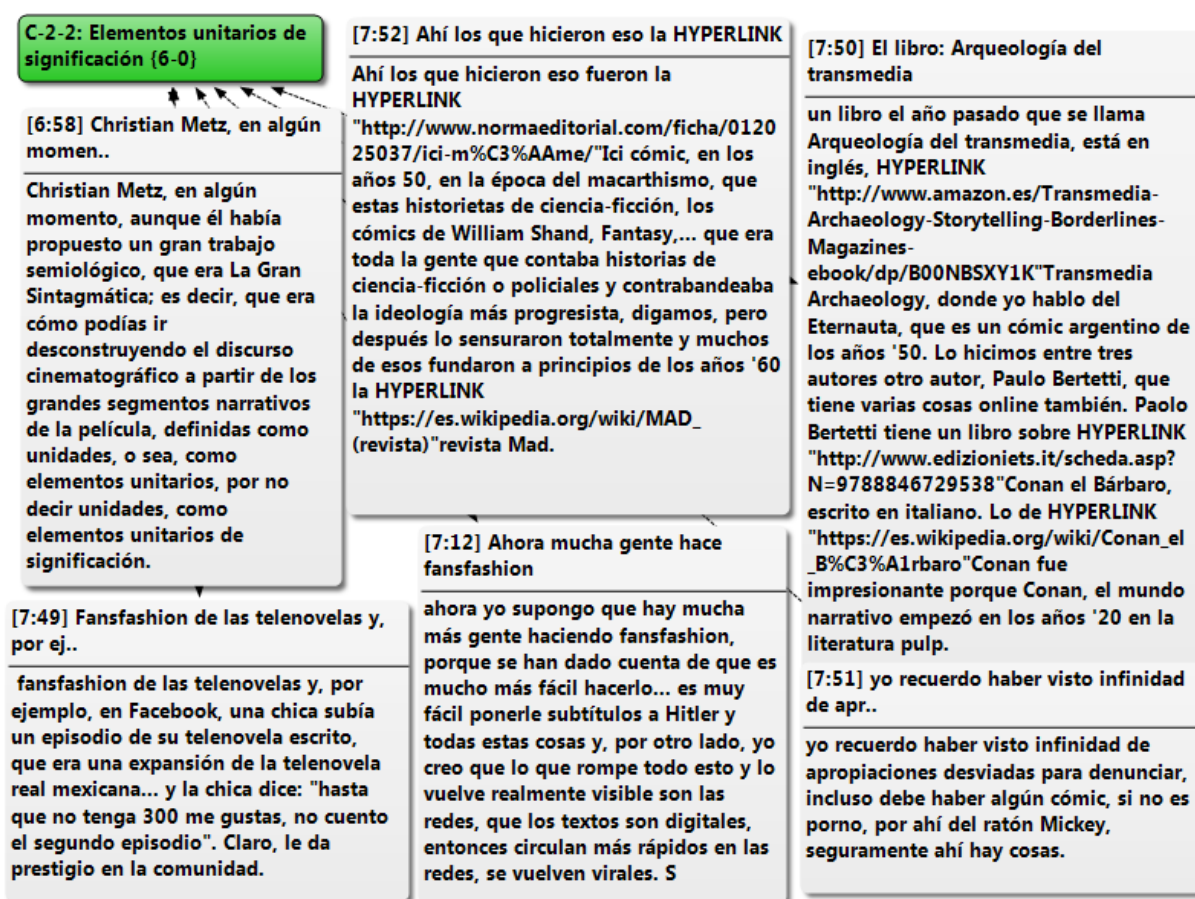 C-2-2: Elementos unitarios de
significación {6-0}
[6:58] Christian Metz, en algún
momen..
Christian Metz, en algún
momento, aunque él había
propuesto un gran trabajo
semiológico, que era La Gran
Sintagmática; es decir, que era
cómo podías ir
desconstruyendo el discurso
cinematográfico a partir de los
grandes segmentos narrativos
de la película, definidas como
unidades, o sea, como
elementos unitarios, por no
decir unidades, como
elementos unitarios de
significación.
[7:49] Fansfashion de las telenovelas y,
por ej..
fansfashion de las telenovelas y, por
ejemplo, en Facebook, una chica subía
un episodio de su telenovela escrito,
que era una expansión de la telenovela
real mexicana... y la chica dice: "hasta
que no tenga 300 me gustas, no cuento
el segundo episodio". Claro, le da
prestigio en la comunidad.
[7:52] Ahí los que hicieron eso la HYPERLINK
Ahí los que hicieron eso fueron la
HYPERLINK
"http://www.normaeditorial.com/ficha/0120
25037/ici-m%C3%AAme/"Ici cómic, en los
años 50, en la época del macarthismo, que
estas historietas de ciencia-ficción, los
cómics de William Shand, Fantasy,... que era
toda la gente que contaba historias de
ciencia-ficción o policiales y contrabandeaba
la ideología más progresista, digamos, pero
después lo sensuraron totalmente y muchos
de esos fundaron a principios de los años '60
la HYPERLINK
"https://es.wikipedia.org/wiki/MAD_
(revista)"revista Mad.
[7:12] Ahora mucha gente hace
fansfashion
ahora yo supongo que hay mucha
más gente haciendo fansfashion,
porque se han dado cuenta de que es
mucho más fácil hacerlo... es muy
fácil ponerle subtítulos a Hitler y
todas estas cosas y, por otro lado, yo
creo que lo que rompe todo esto y lo
vuelve realmente visible son las
redes, que los textos son digitales,
entonces circulan más rápidos en las
redes, se vuelven virales. S
[7:50] El libro: Arqueología del
transmedia
un libro el año pasado que se llama
Arqueología del transmedia, está en
inglés, HYPERLINK
"http://www.amazon.es/Transmedia-
Archaeology-Storytelling-Borderlines-
Magazines-
ebook/dp/B00NBSXY1K"Transmedia
Archaeology, donde yo hablo del
Eternauta, que es un cómic argentino de
los años '50. Lo hicimos entre tres
autores otro autor, Paulo Bertetti, que
tiene varias cosas online también. Paolo
Bertetti tiene un libro sobre HYPERLINK
"http://www.edizioniets.it/scheda.asp?
N=9788846729538"Conan el Bárbaro,
escrito en italiano. Lo de HYPERLINK
"https://es.wikipedia.org/wiki/Conan_el
_B%C3%A1rbaro"Conan fue
impresionante porque Conan, el mundo
narrativo empezó en los años '20 en la
literatura pulp.
[7:51] yo recuerdo haber visto infinidad
de apr..
yo recuerdo haber visto infinidad de
apropiaciones desviadas para denunciar,
incluso debe haber algún cómic, si no es
porno, por ahí del ratón Mickey,
seguramente ahí hay cosas.